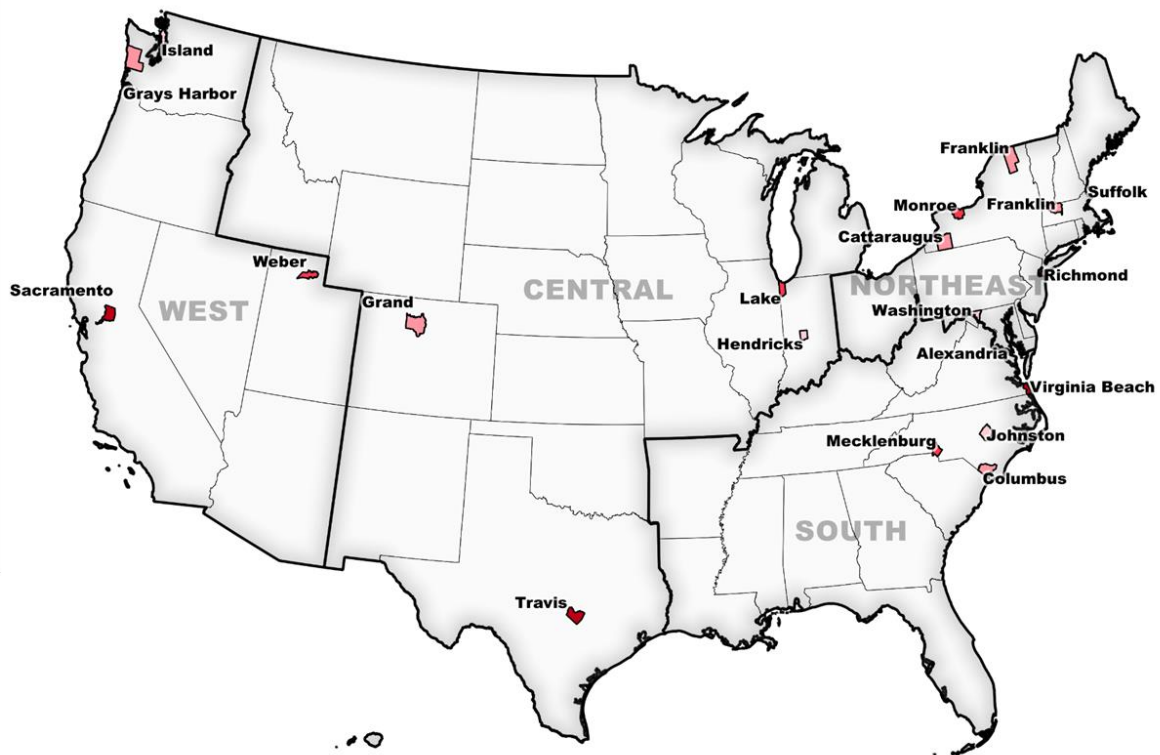 Island
Grays Harbor
Franklin
Suffolk
Monroe
Franklin
Cattaraugus
Weber
Richmond
Sacramento
WEST
Grand
CENTRAL
NORTHEAST
Lake
Washington
Hendricks
Alexandria
Virginia Beach
Mecklenburg
Johnston
Columbus
SOUTH
Travis